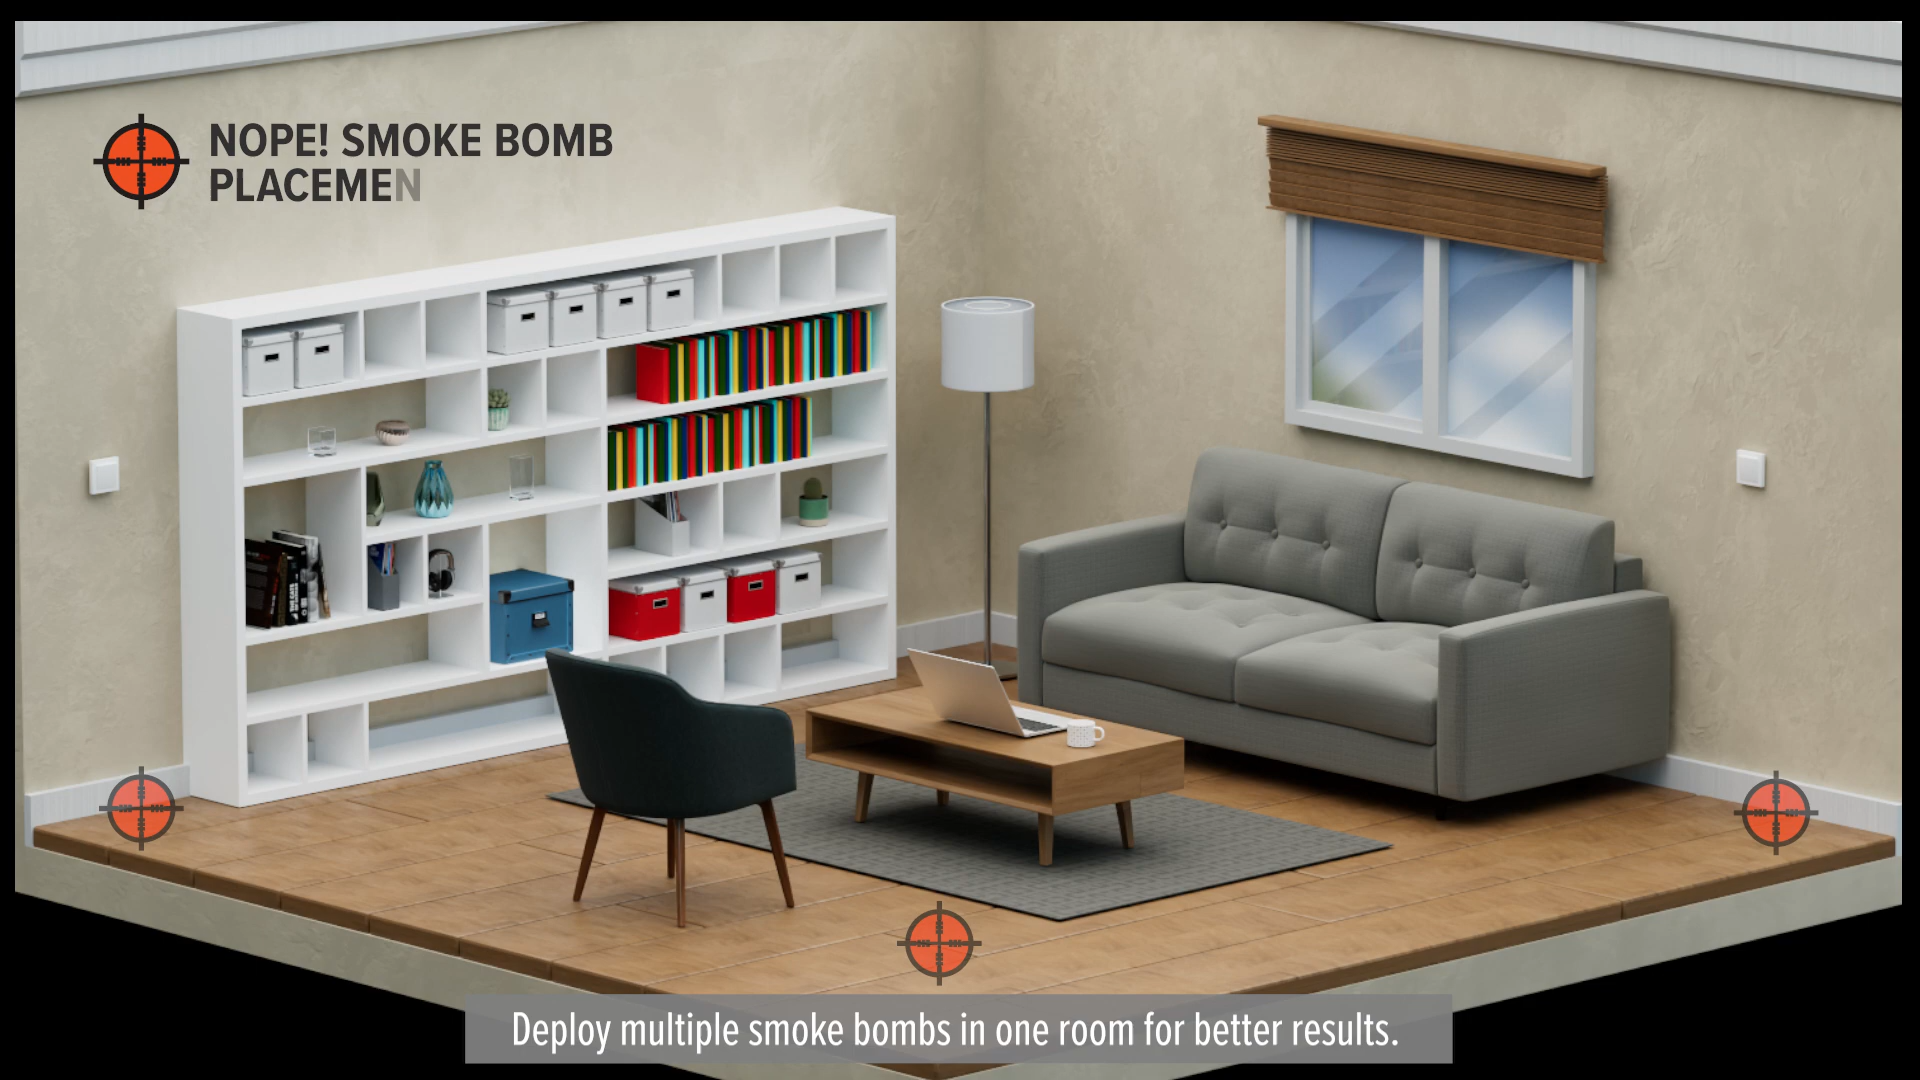 NOPE! SMOKE BOMB
PLACEMEN
Deploy multiple smoke bombs in one room for better results.